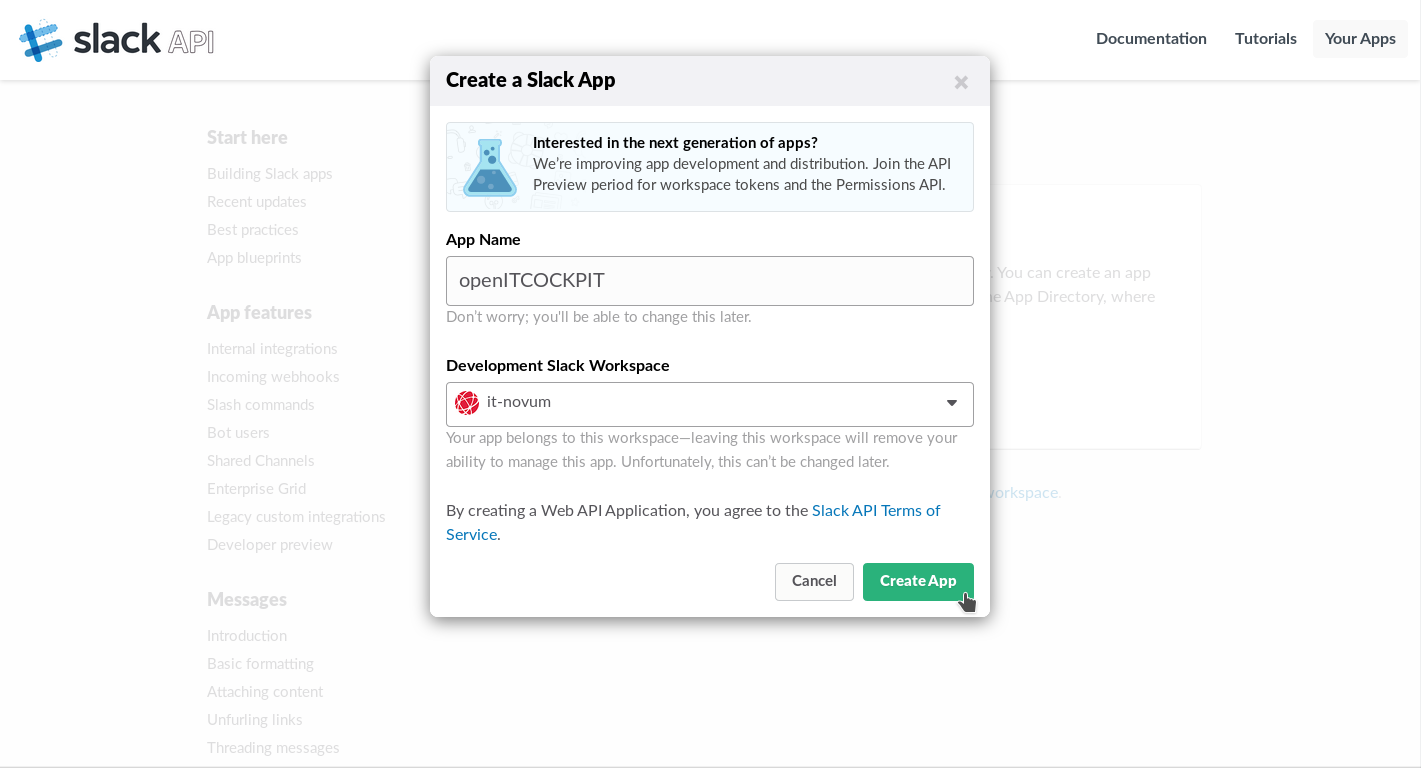 slack API
Documentation
Tutorials
Your Apps
Create a Slack App
×
Interested in the next generation of apps?
We’re improving app development and distribution. Join the API
Preview period for workspace tokens and the Permissions API.
App Name
openITCOCKPIT
Don’t worry; you'll be able to change this later.
Development Slack Workspace
it-novum
Your app belongs to this workspace—leaving this workspace will remove your
ability to manage this app. Unfortunately, this can’t be changed later.
By creating a Web API Application, you agree to the Slack API Terms of
Service.
Cancel
Create App
Start here
Building Slack apps
Recent updates
Best practices
App blueprints
App features
Internal integrations
Incoming webhooks
Slash commands
Bot users
Shared Channels
Enterprise Grid
Legacy custom integrations
Developer preview
Messages
Introduction
Basic formatting
Attaching content
Unfurling links
Threading messages
. You can create an app
App Directory, where
workspace.